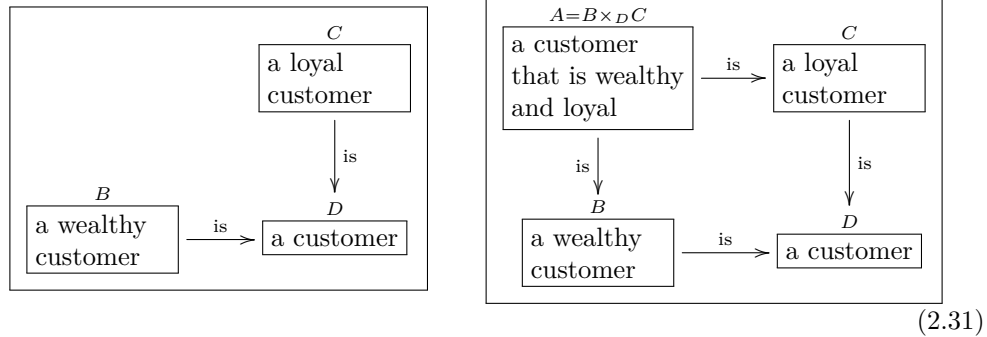 C
a loyal
customer
is
B
a wealthy
customer
is
D
a customer
A=B×_D C
a customer
that is wealthy
and loyal
is
C
a loyal
customer
is
is
B
a wealthy
customer
is
D
a customer
(2.31)